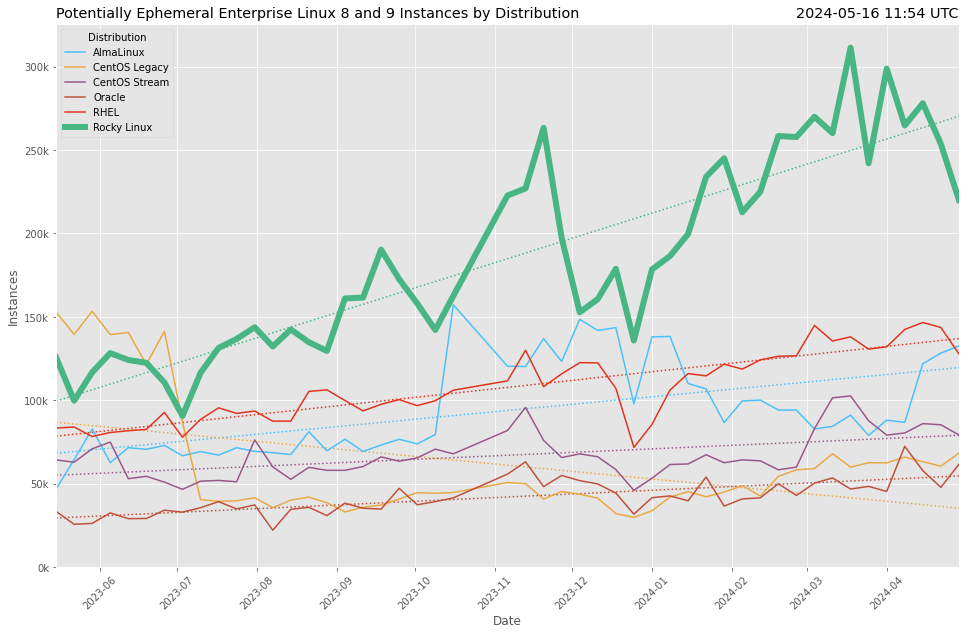 Potentially Ephemeral Enterprise Linux 8 and 9 Instances by Distribution
2024-05-16 11:54 UTC
Distribution
AlmaLinux
CentOS Legacy
CentOS Stream
Oracle
RHEL
Rocky Linux
300k
250k
200k
150k
100k
50k
0k
Instances
2023-06
2023-07
2023-08
2023-09
2023-10
2023-11
2023-12
2024-01
2024-02
2024-03
2024-04
Date